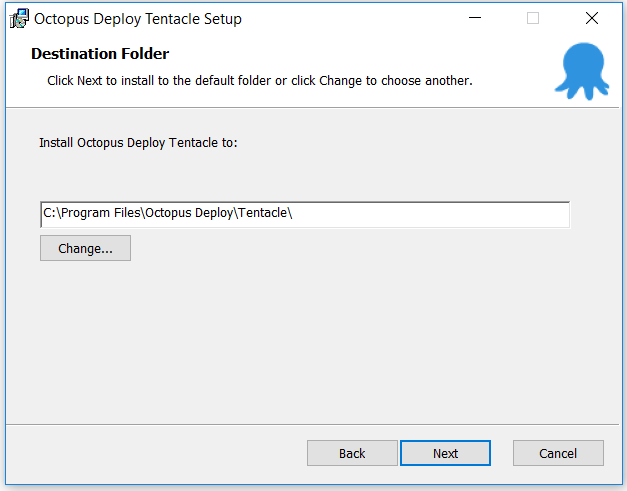 Octopus Deploy Tentacle Setup
Destination Folder
Click Next to install to the default folder or click Change to choose another.
Install Octopus Deploy Tentacle to:
C:\Program Files\Octopus Deploy\Tentacle\
Change...
Back Next Cancel